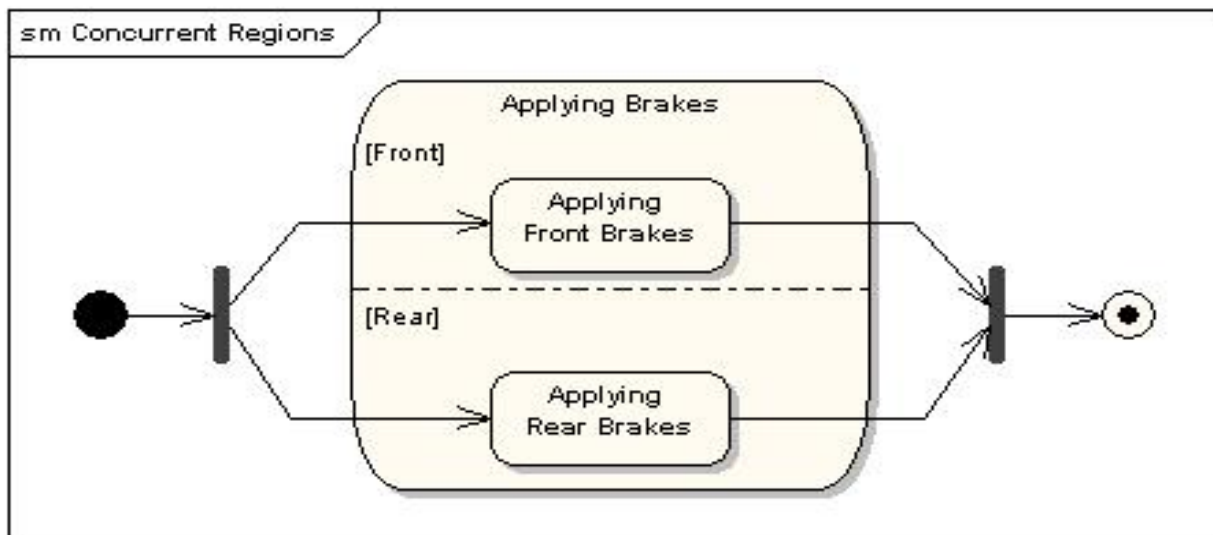 sm Concurrent Regions
Applying Brakes
[Front]
Applying
Front Brakes
[Rear]
Applying
Rear Brakes